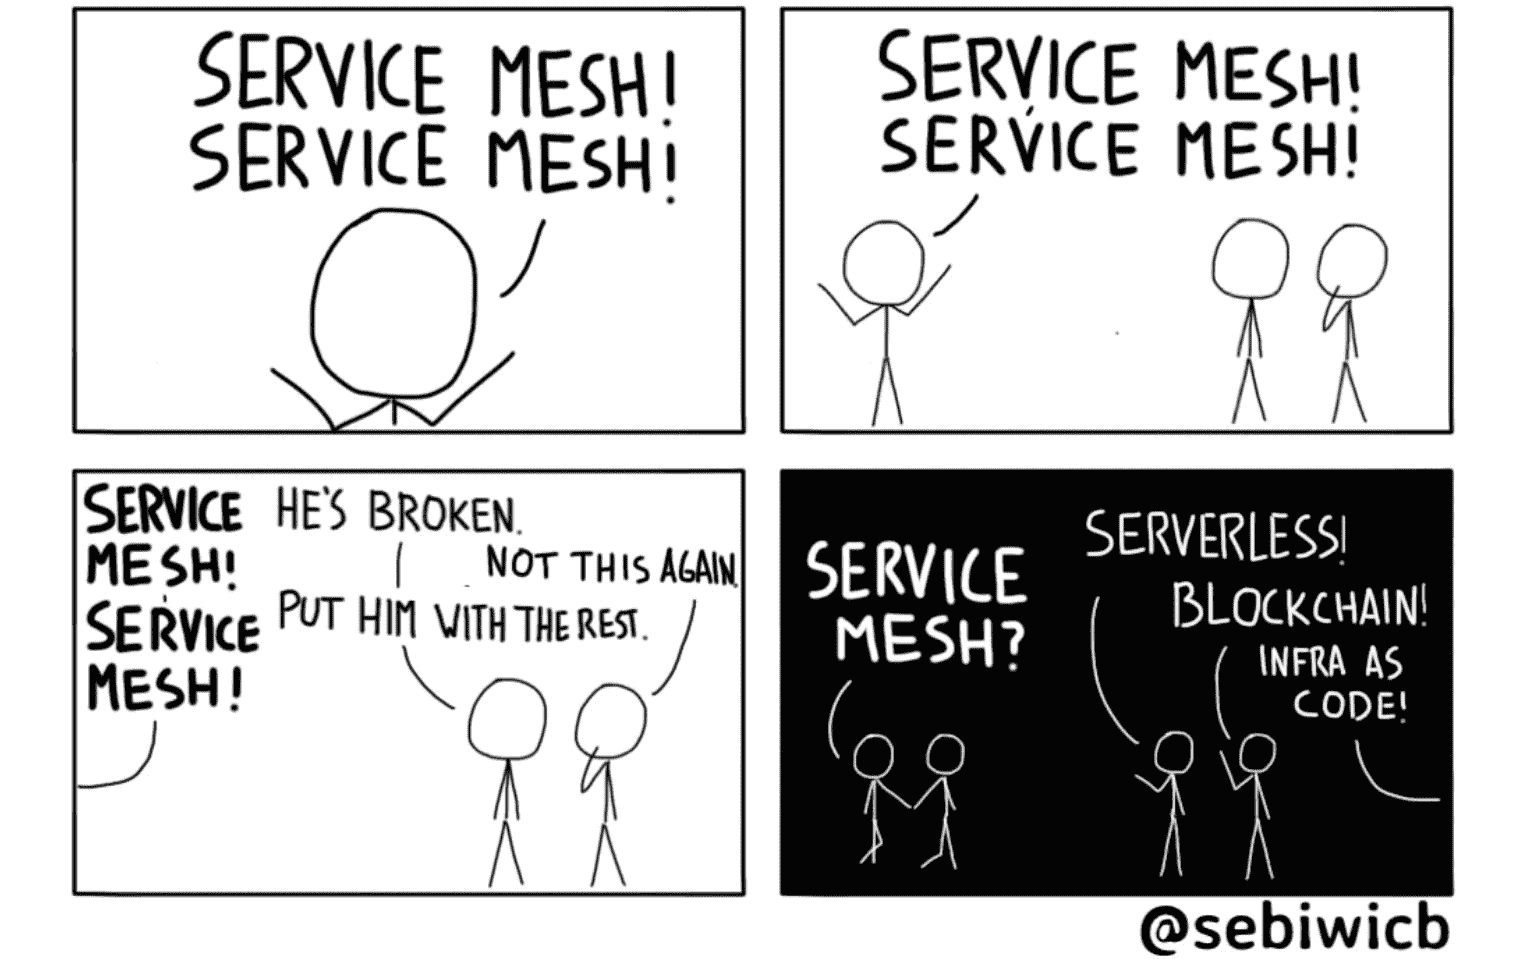 SERVICE MESH!
SERVICE MESH!
SERVICE MESH!
SERVICE MESH!
SERVICE
MESH!
SERVICE
MESH!
HE'S BROKEN.
NOT THIS AGAIN.
PUT HIM WITH THE REST.
SERVICE
MESH?
SERVERLESS!
BLOCKCHAIN!
INFRA AS
CODE!
@sebiwicb